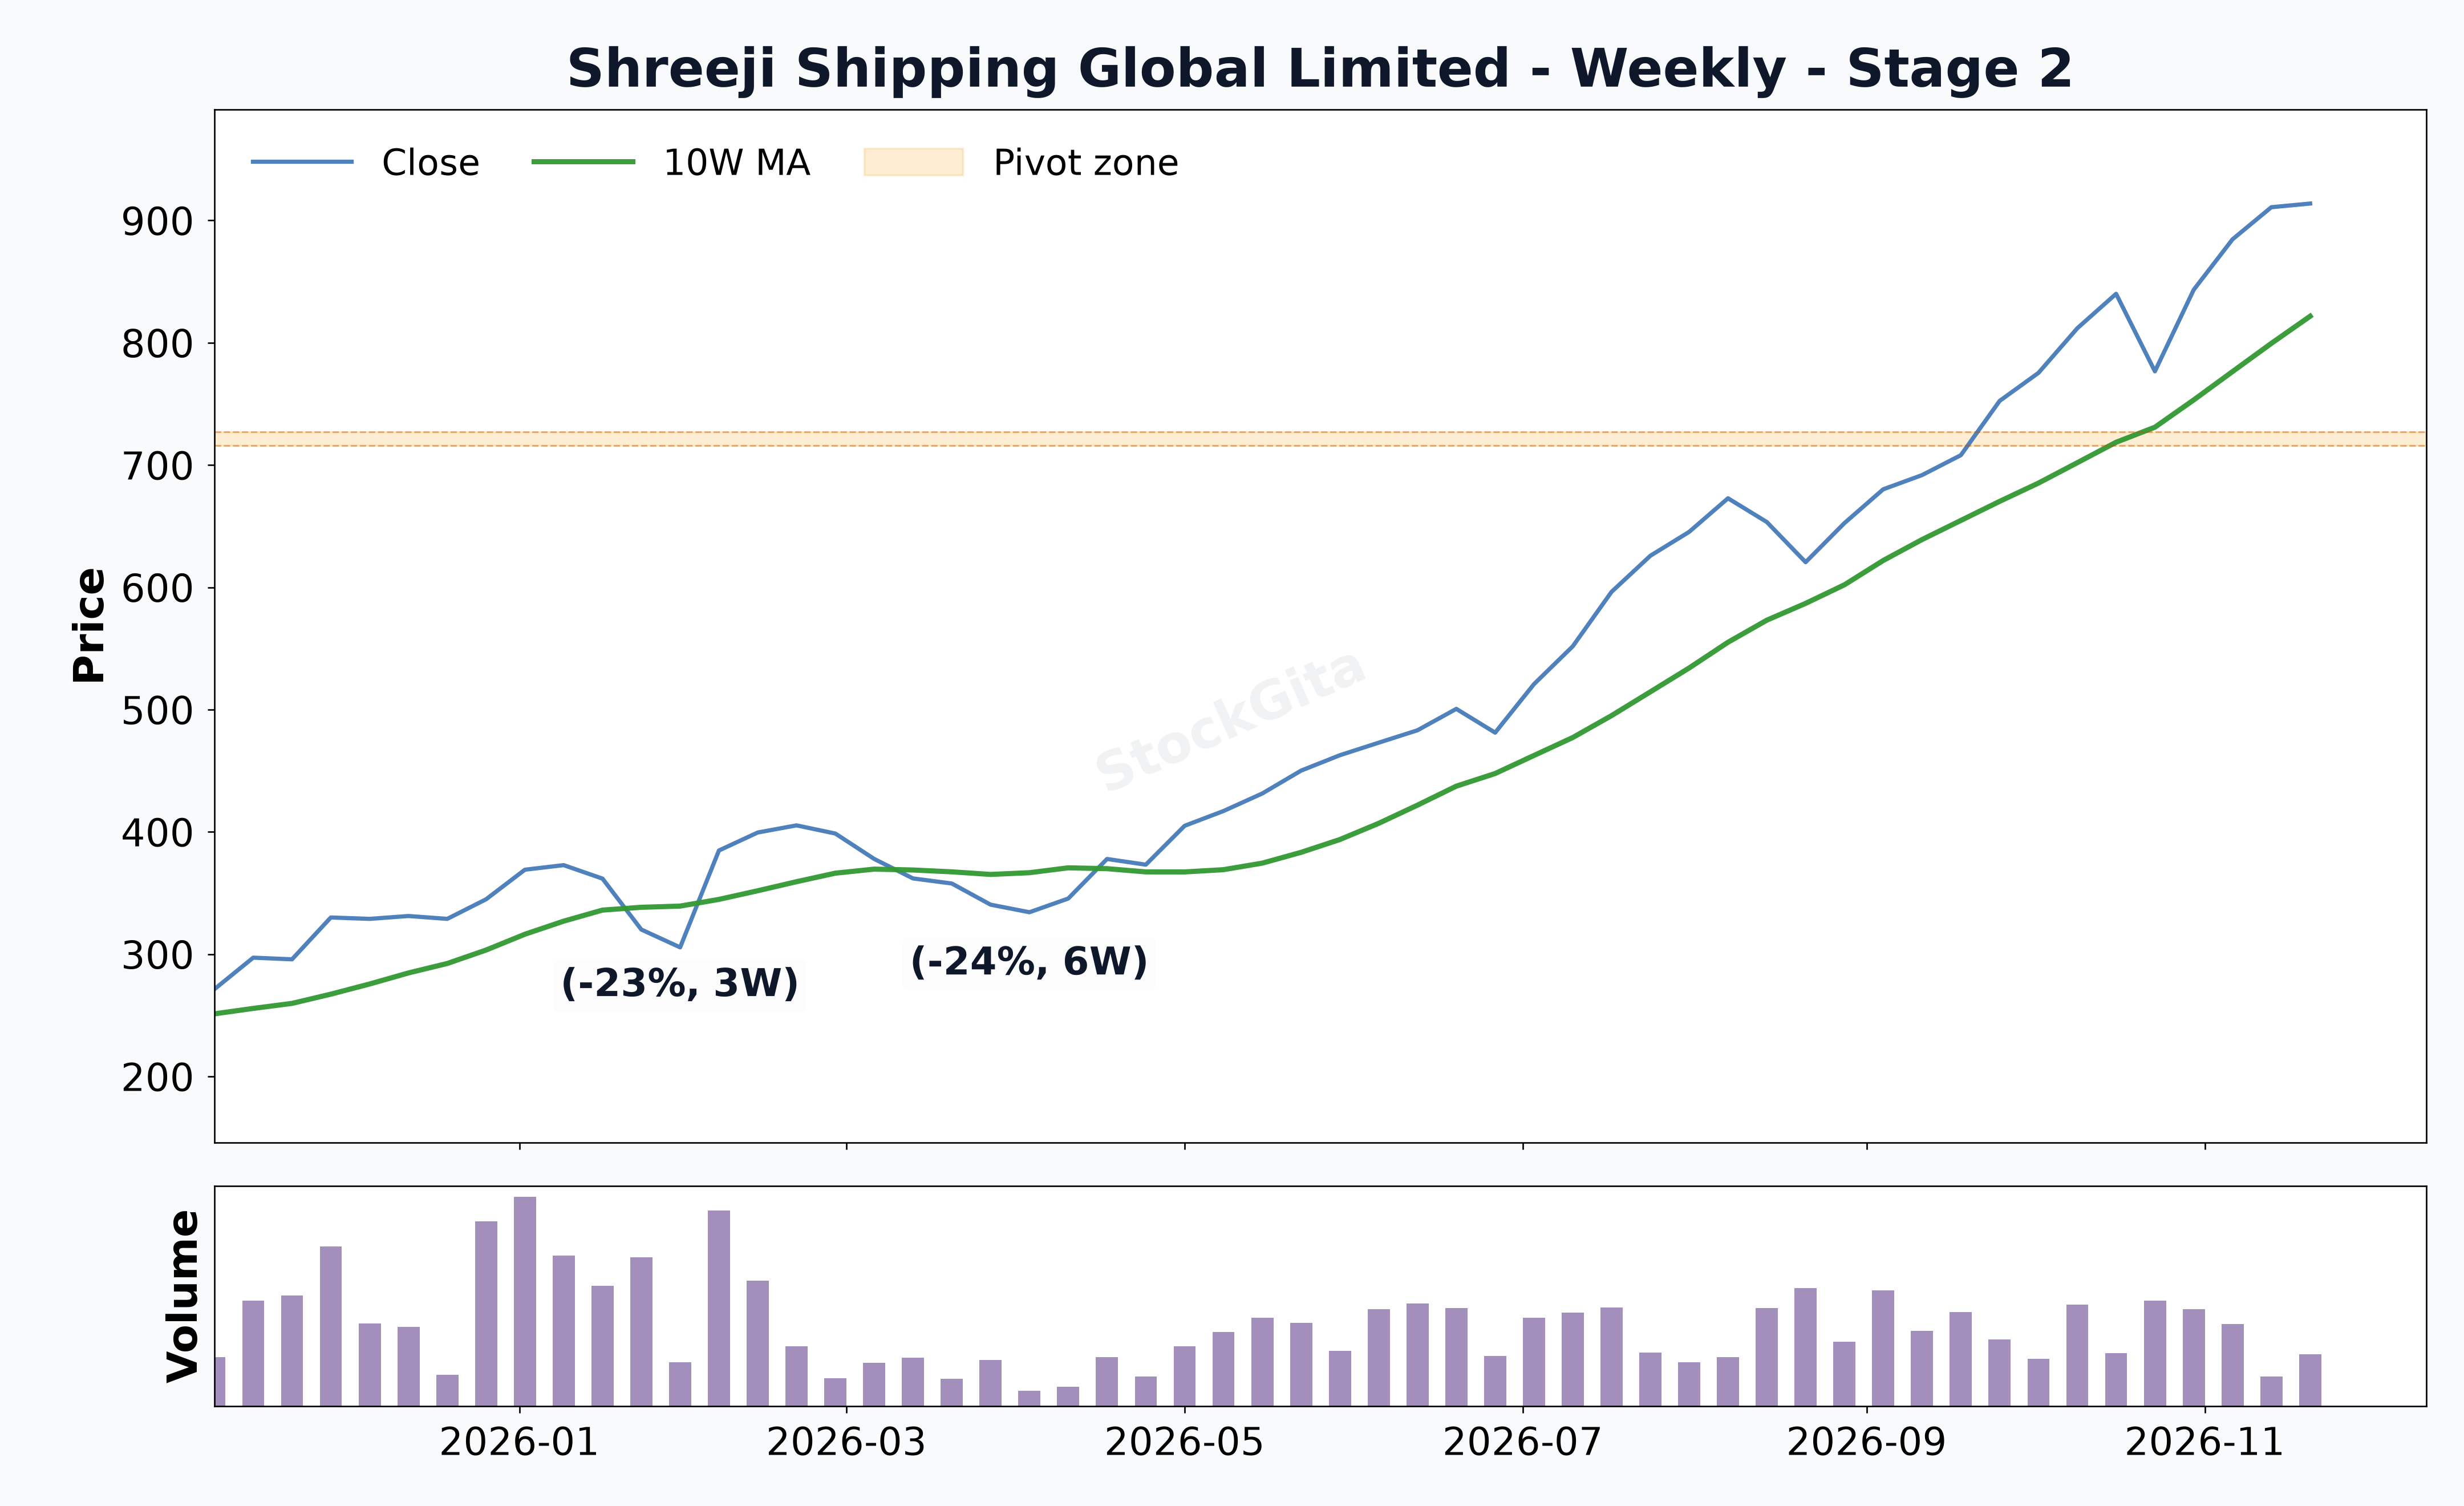 Shreeji Shipping Global Limited - Weekly - Stage 2
Close 10W MA Pivot zone
900
800
700
600
500
400
300
200
Price
StockGita
(-23%, 3W)
(-24%, 6W)
Volume
2026-01 2026-03 2026-05 2026-07 2026-09 2026-11